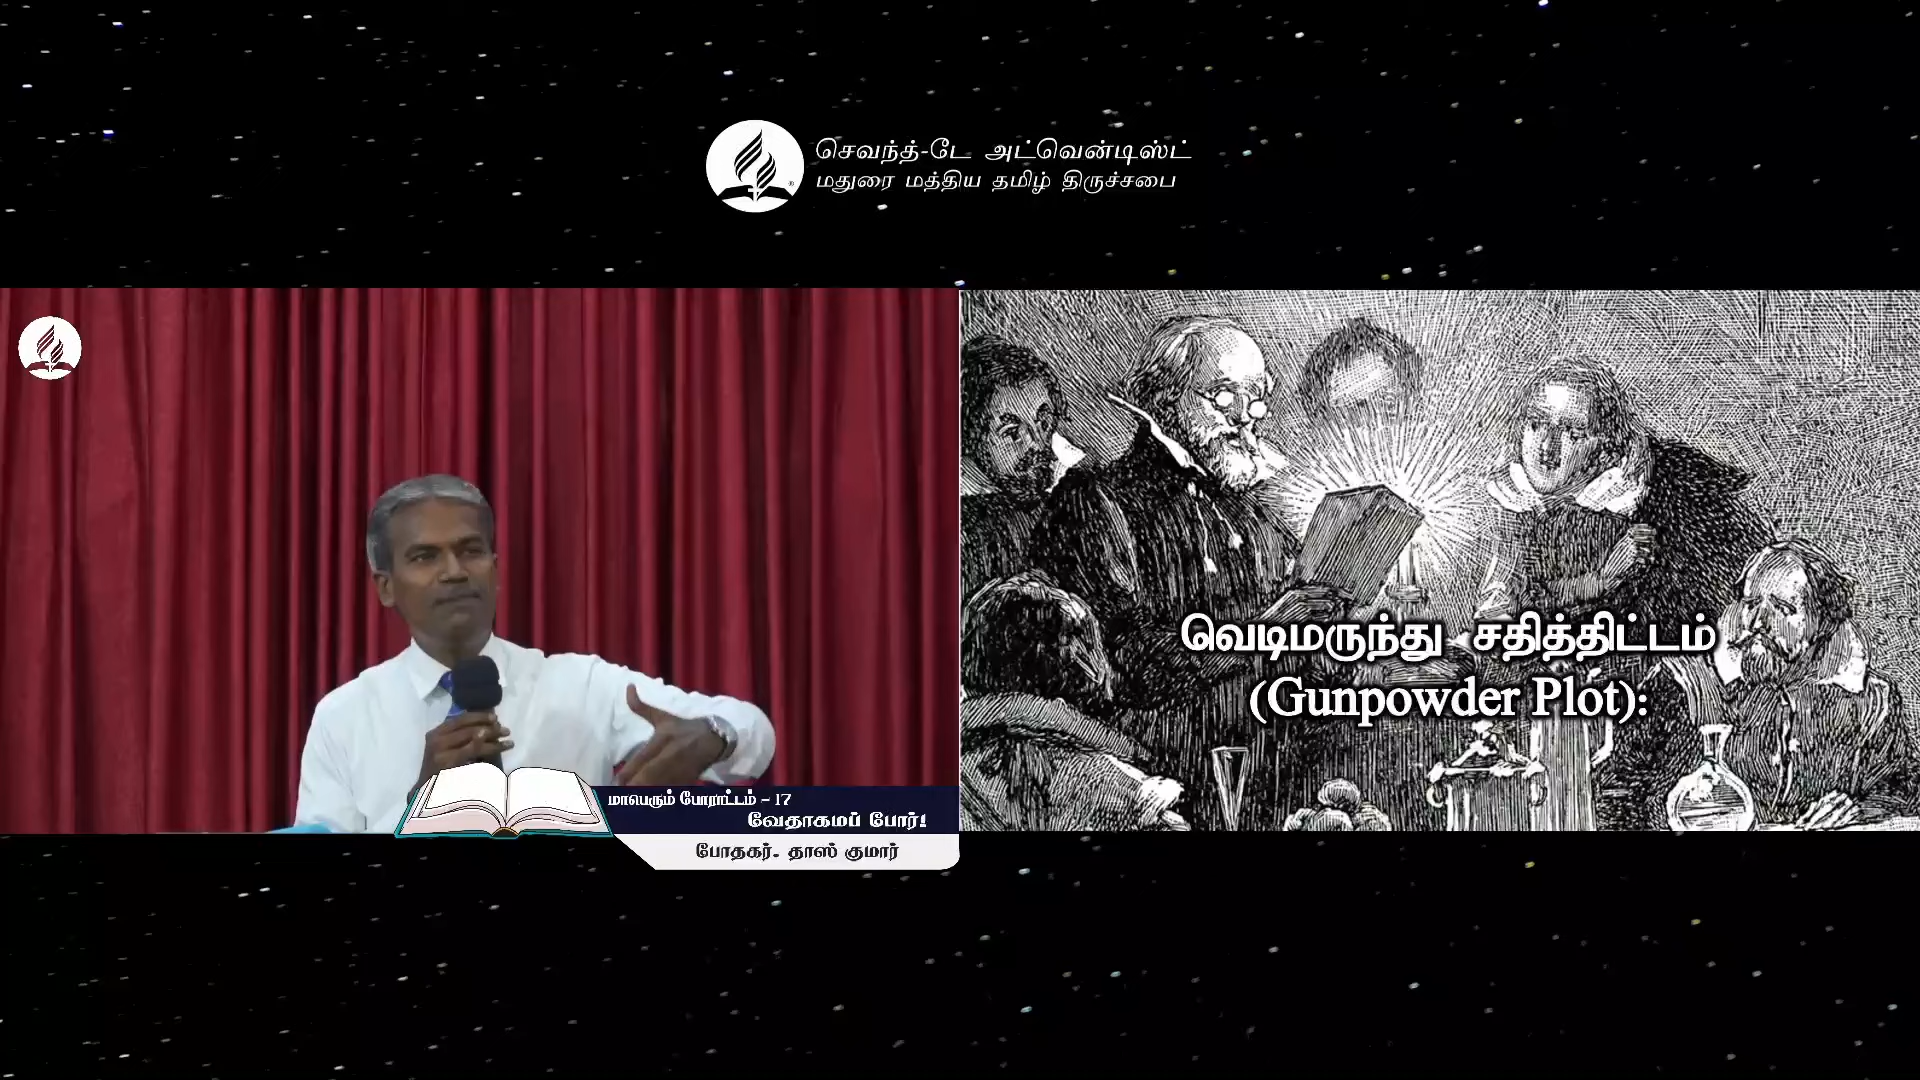 செவந்த்-டே அட்வென்டிஸ்ட்
மதுரை மத்திய தமிழ் திருச்சபை
வெடிமருந்து சதித்திட்டம்
(Gunpowder Plot):
மாபெரும் போராட்டம் - 17
வேதாகமப் போர்!
போதகர். தாஸ் குமார்